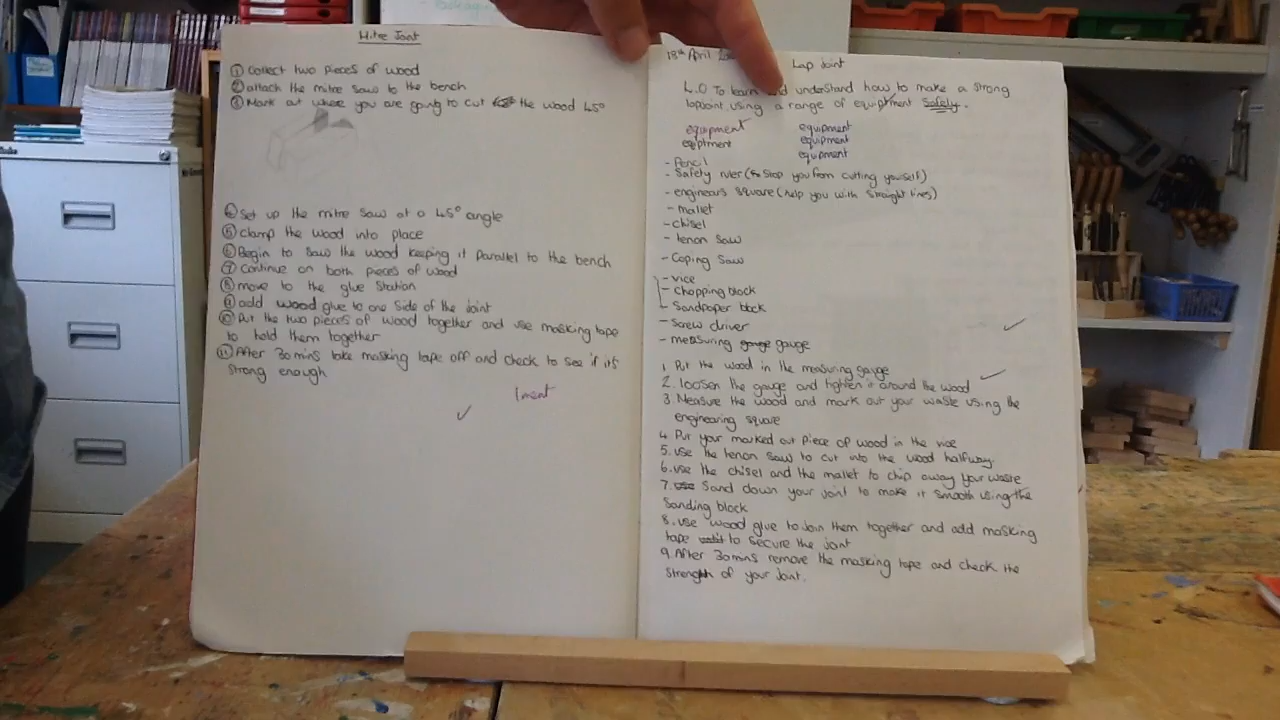 Mitre Joint
① Collect two pieces of wood
② attach the mitre saw to the bench
③ Mark out where you are going to cut the wood 45°
④ Set up the mitre saw at a 45° angle
⑤ Clamp the wood into place
⑥ Begin to saw the wood keeping it parallel to the bench
⑦ Continue on both pieces of wood
⑧ move to the glue station
⑨ add wood glue to one side of the joint
⑩ Put the two pieces of wood together and use masking tape
to hold them together
⑪ After 30mins take masking tape off and check to see if its
strong enough
18th April
Lap Joint
L.O To learn understand how to make a strong
lapjoint using a range of equiptment Safely.
equipment equipment
equiptment equipment
equipment
- Pencil
- Safety ruler (to stop you from cutting yourself)
- engineers square (help you with straight lines)
- mallet
- chisel
- tenon saw
- Coping Saw
- vice
- Chopping block
- Sandpaper block
- Screw driver
- measuring gauge
1. Put the wood in the measuring gauge
2. loosen the gauge and tighten it around the wood
3. Measure the wood and mark out your waste using the
engineering square
4. Put your marked out piece of wood in the vice
5. use the tenon saw to cut into the wood halfway.
6. use the chisel and the mallet to chip away your waste
7. Sand down your joint to make it smooth using the
Sanding block
8. use wood glue to join them together and add masking
tape to secure the joint
9. After 30mins remove the masking tape and check the
strength of your joint.